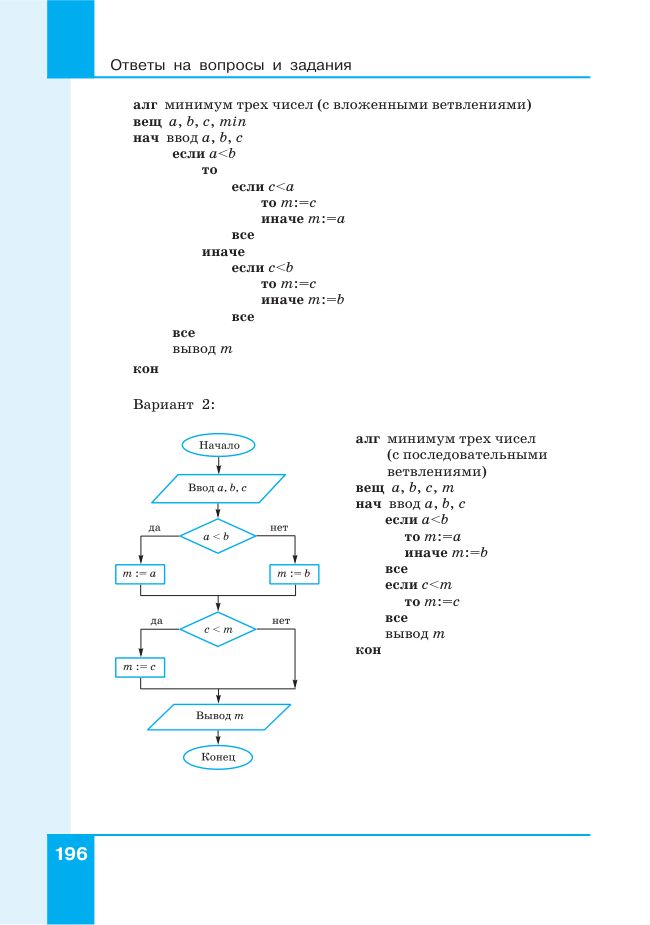 Ответы на вопросы и задания
алг минимум трех чисел (с вложенными ветвлениями)
вещ a, b, c, min
нач ввод a, b, c
если a<b
то
если c<a
то m:=c
иначе m:=a
все
иначе
если c<b
то m:=c
иначе m:=b
все
все
вывод m
кон
Вариант 2:
Начало
Ввод a, b, c
да
a < b
нет
m := a
m := b
да
c < m
нет
m := c
Вывод m
Конец
алг минимум трех чисел
(с последовательными
ветвлениями)
вещ a, b, c, m
нач ввод a, b, c
если a<b
то m:=a
иначе m:=b
все
если c<m
то m:=c
все
вывод m
кон
196